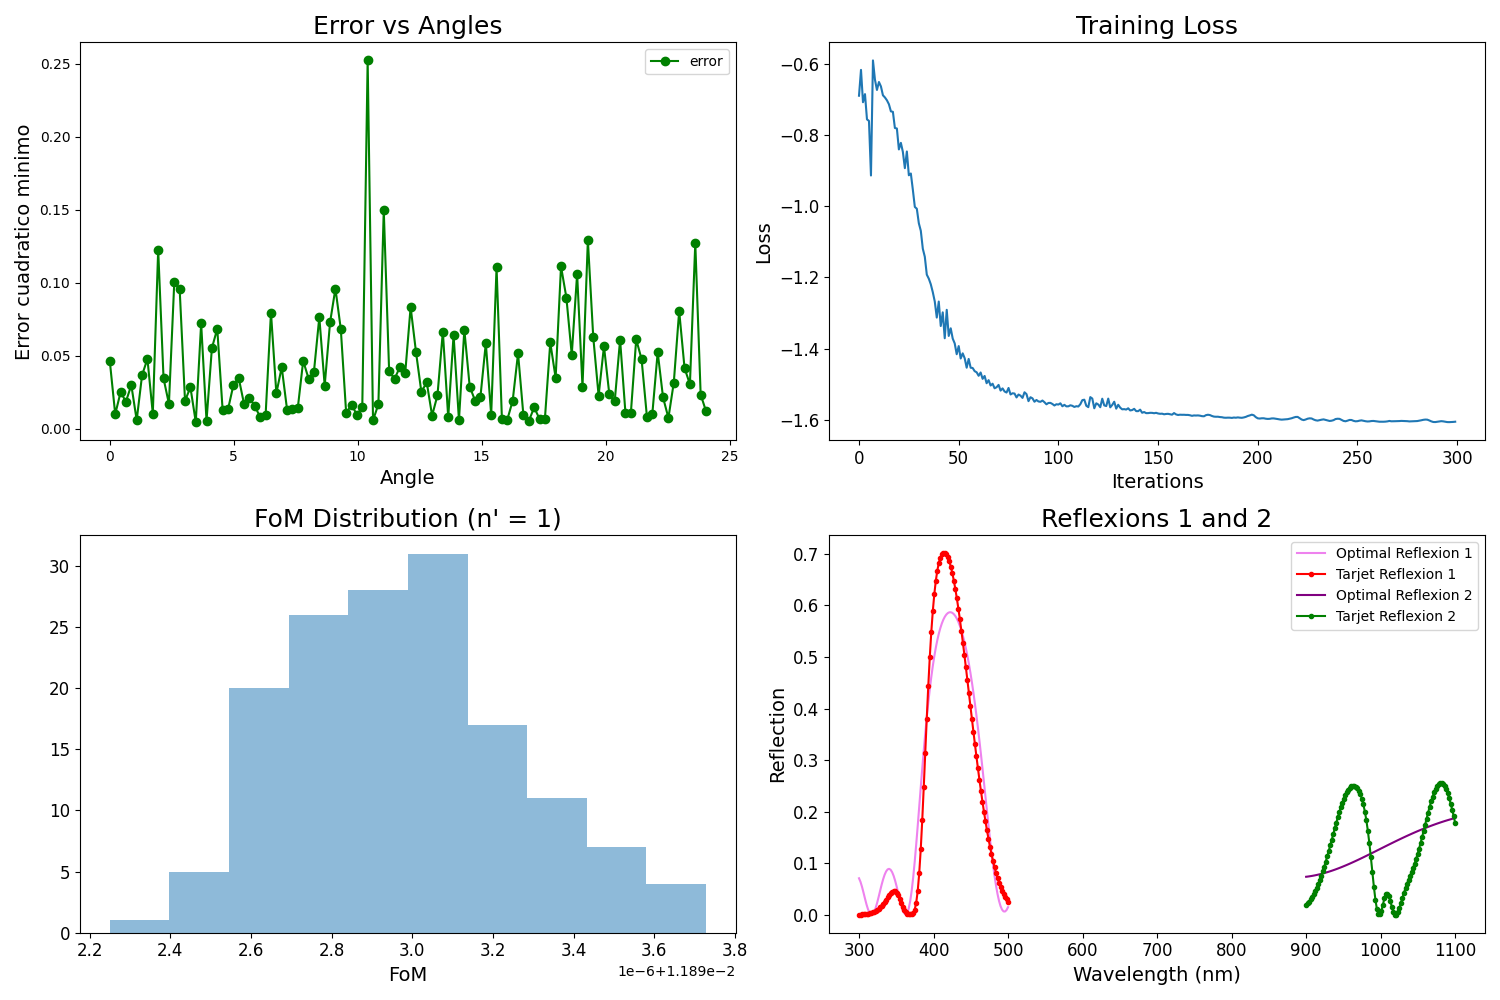 Error vs Angles
error
0.25
0.20
0.15
0.10
0.05
0.00
Error cuadratico minimo
0 5 10 15 20 25
Angle
Training Loss
−0.6
−0.8
−1.0
−1.2
−1.4
−1.6
Loss
0 50 100 150 200 250 300
Iterations
FoM Distribution (n' = 1)
30
25
20
15
10
5
0
2.2 2.4 2.6 2.8 3.0 3.2 3.4 3.6 3.8
1e−6+1.189e−2
FoM
Reflexions 1 and 2
Optimal Reflexion 1
Tarjet Reflexion 1
Optimal Reflexion 2
Tarjet Reflexion 2
0.7
0.6
0.5
0.4
0.3
0.2
0.1
0.0
Reflection
300 400 500 600 700 800 900 1000 1100
Wavelength (nm)